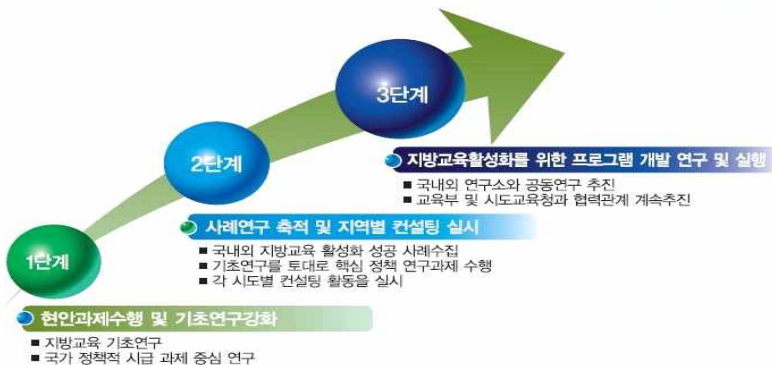 3단계
지방교육활성화를 위한 프로그램 개발 연구 및 실행
■ 국내외 연구소와 공동연구 추진
■ 교육부 및 시도교육청과 협력관계 계속추진
2단계
사례연구 축적 및 지역별 컨설팅 실시
■ 국내외 지방교육 활성화 성공 사례수집
■ 기초연구를 토대로 핵심 정책 연구과제 수행
■ 각 시도별 컨설팅 활동을 실시
1단계
현안과제수행 및 기초연구강화
■ 지방교육 기초연구
■ 국가 정책적 시급 과제 중심 연구